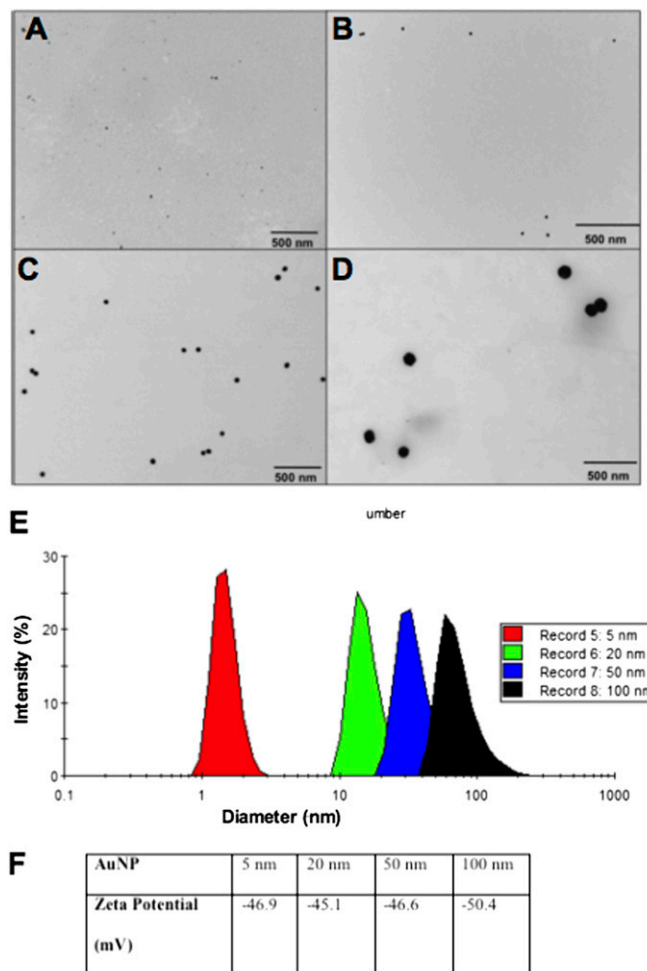 A
B
500 nm
500 nm
C
D
500 nm
500 nm
E
umber
30
20
10
0
Intensity (%)
0.1
1
10
100
1000
Diameter (nm)
Record 5: 5 nm
Record 6: 20 nm
Record 7: 50 nm
Record 8: 100 nm
F
AuNP 5 nm 20 nm 50 nm 100 nm
Zeta Potential -46.9 -45.1 -46.6 -50.4
(mV)